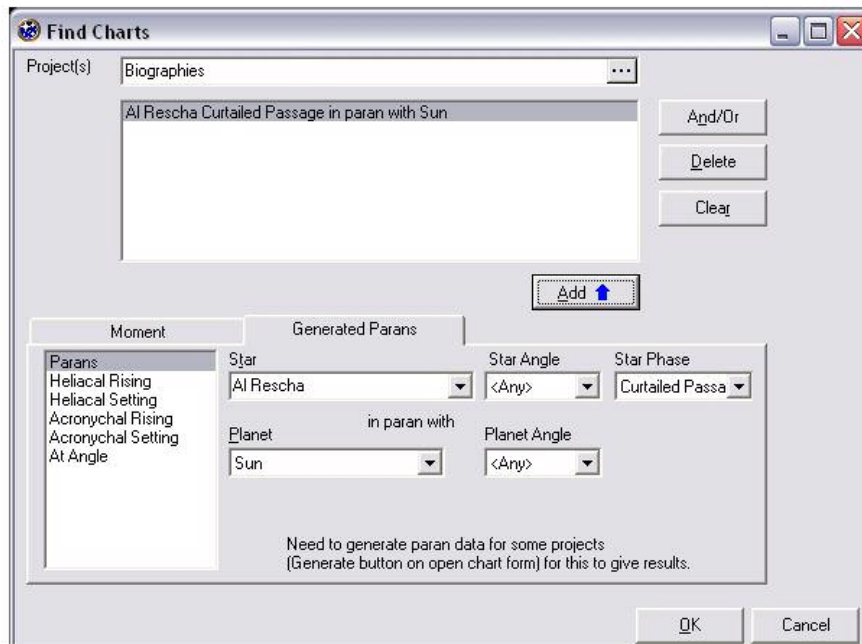 Find Charts
Project(s)
Biographies
...
Al Rescha Curtailed Passage in paran with Sun
And/Or
Delete
Clear
Add
Moment
Generated Parans
Parans
Heliacal Rising
Heliacal Setting
Acronychal Rising
Acronychal Setting
At Angle
Star
Star Angle
Star Phase
Al Rescha
<Any>
Curtailed Passa
in paran with
Planet
Planet Angle
Sun
<Any>
Need to generate paran data for some projects
(Generate button on open chart form) for this to give results.
OK
Cancel